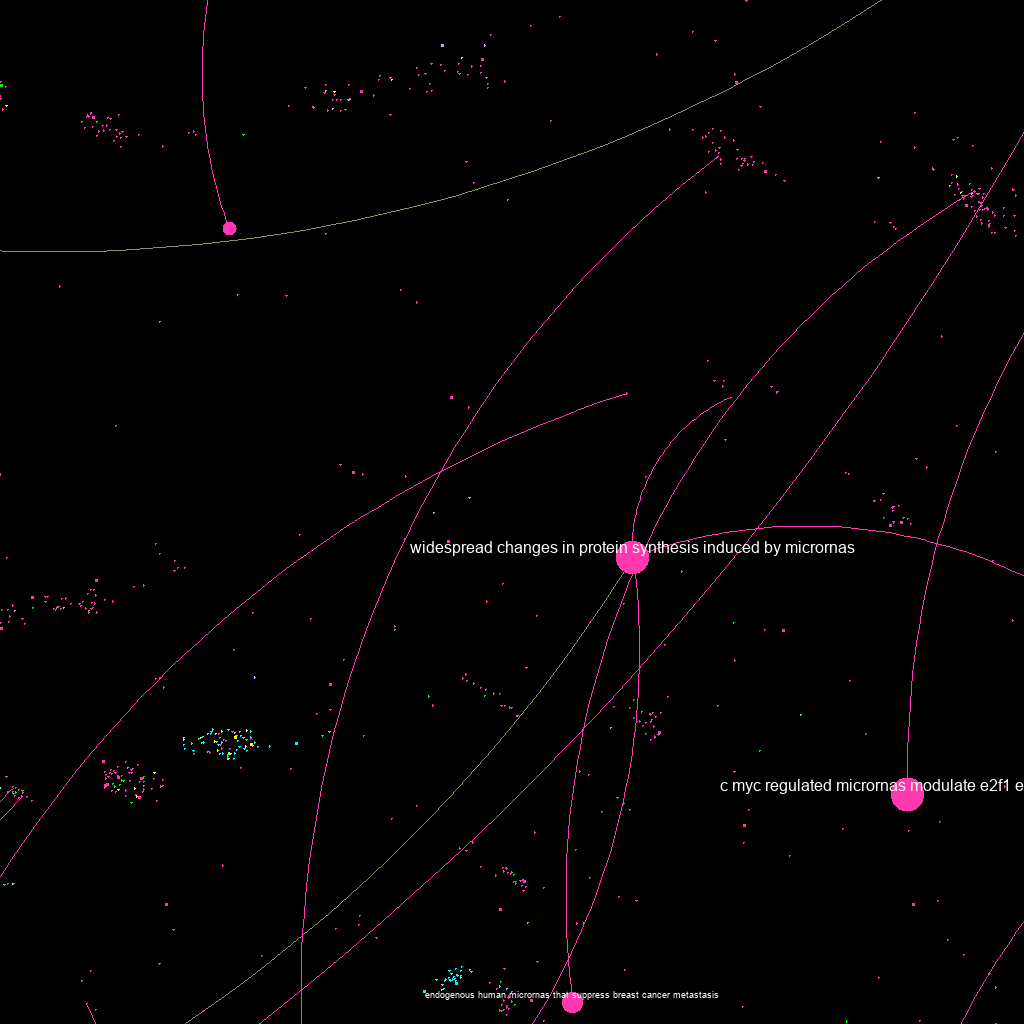 widespread changes in protein synthesis induced by micrornas
c myc regulated micrornas modulate e2f1 e
endogenous human micrornas that suppress breast cancer metastasis